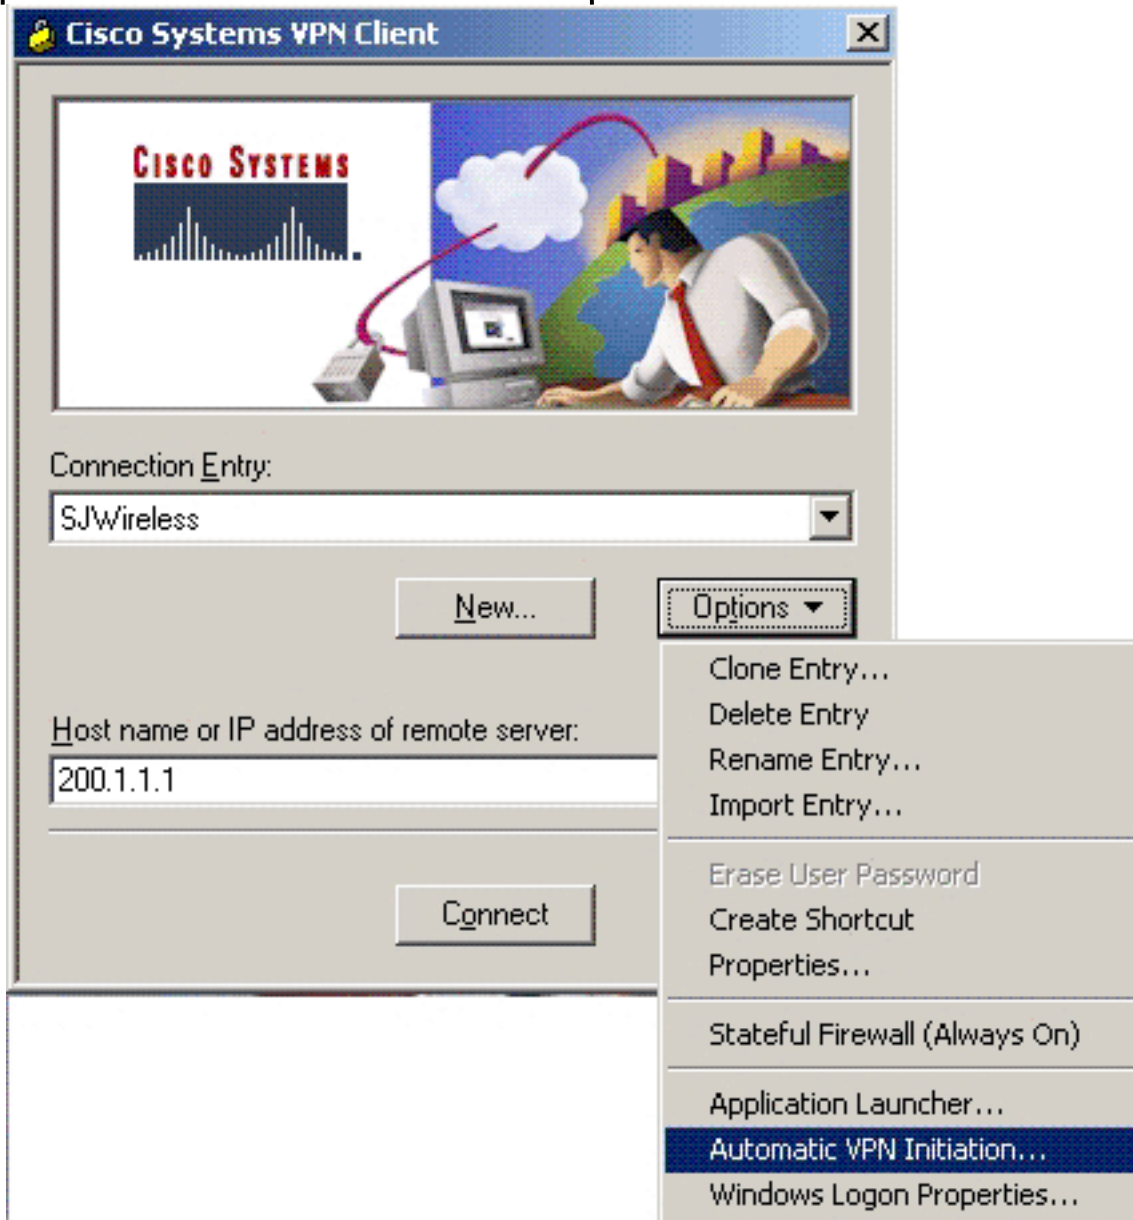 Cisco Systems VPN Client
CISCO SYSTEMS
Connection Entry:
SJWireless
New...
Options
Clone Entry...
Delete Entry
Rename Entry...
Import Entry...
Erase User Password
Create Shortcut
Properties...
Stateful Firewall (Always On)
Application Launcher...
Automatic VPN Initiation...
Windows Logon Properties...
Host name or IP address of remote server:
200.1.1.1
Connect